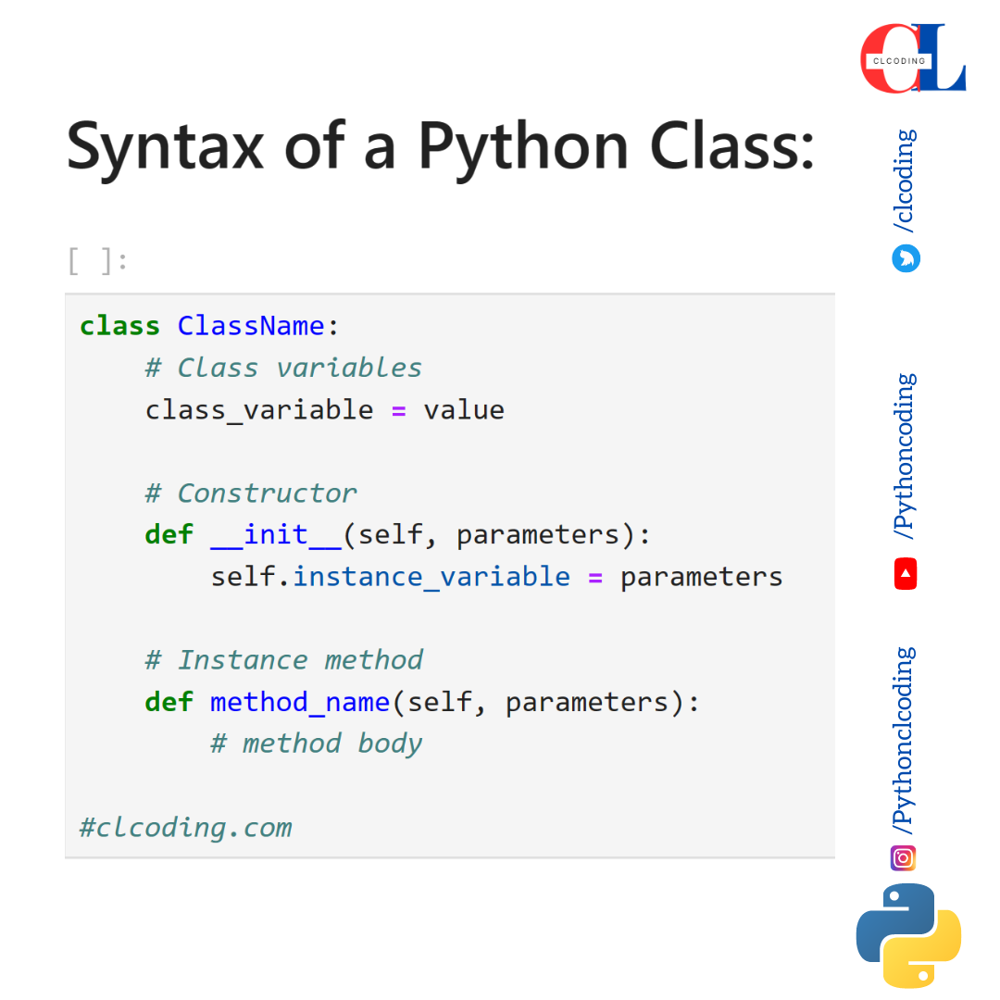 CL
CLCODING
Syntax of a Python Class:
[ ]:
class ClassName:
    # Class variables
    class_variable = value
    # Constructor
    def __init__(self, parameters):
        self.instance_variable = parameters
    # Instance method
    def method_name(self, parameters):
        # method body
#clcoding.com
/clcoding
/Pythoncoding
/Pythonclcoding